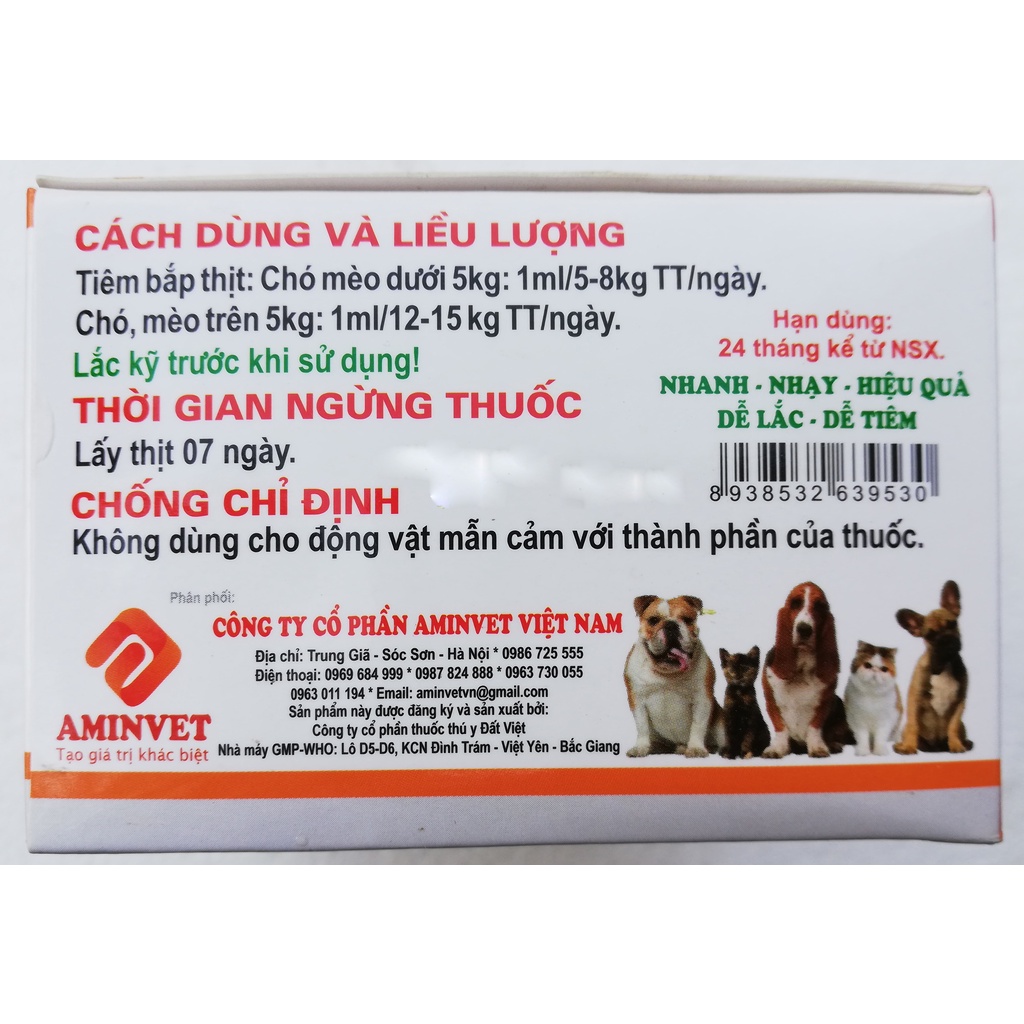 CÁCH DÙNG VÀ LIỀU LƯỢNG
Tiêm bắp thịt: Chó mèo dưới 5kg: 1ml/5-8kg TT/ngày.
Chó, mèo trên 5kg: 1ml/12-15kg TT/ngày.
Lắc kỹ trước khi sử dụng!
THỜI GIAN NGỪNG THUỐC
Lấy thịt 07 ngày.
CHỐNG CHỈ ĐỊNH
Không dùng cho động vật mẫn cảm với thành phần của thuốc.
Hạn dùng:
24 tháng kể từ NSX.
NHANH - NHẠY - HIỆU QUẢ
DỄ LẮC - DỄ TIÊM
8 938532 639530
Phân phối:
CÔNG TY CỔ PHẦN AMINVET VIỆT NAM
Địa chỉ: Trung Giã - Sóc Sơn - Hà Nội * 0986 725 555
Điện thoại: 0969 684 999 * 0987 824 888 * 0963 730 055
0963 011 194 * Email: aminvetvn@gmail.com
Sản phẩm này được đăng ký và sản xuất bởi:
Công ty cổ phần thuốc thú y Đất Việt
Nhà máy GMP-WHO: Lô D5-D6, KCN Đình Trám - Việt Yên - Bắc Giang
AMINVET
Tạo giá trị khác biệt